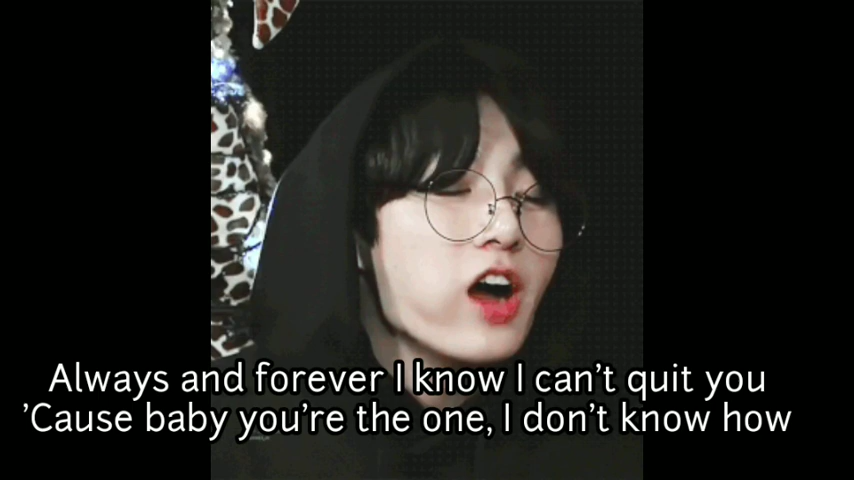 Always and forever I know I can't quit you
'Cause baby you're the one, I don't know how